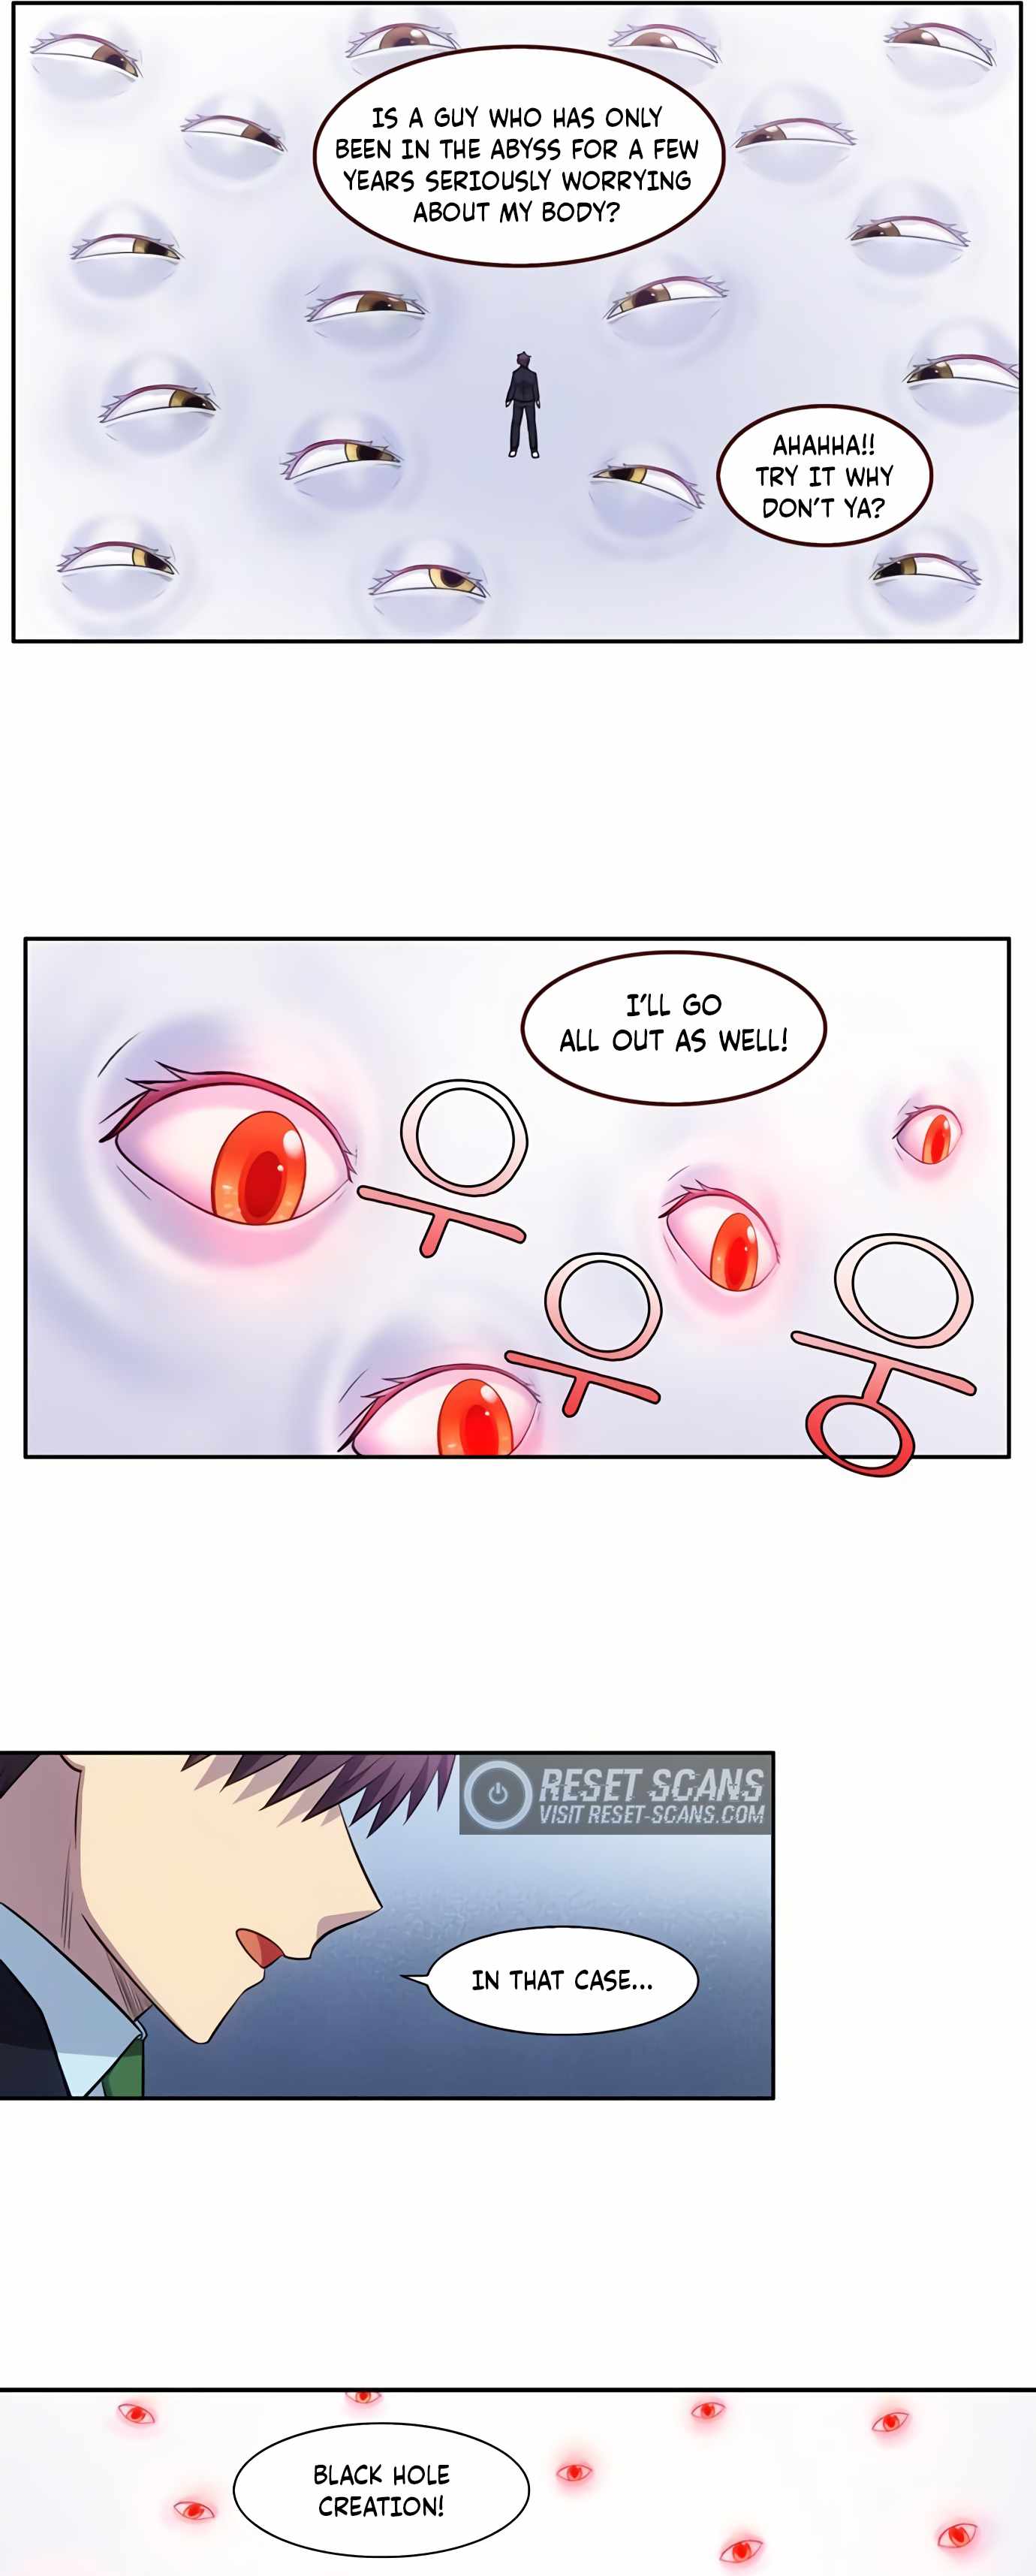 IS A GUY WHO HAS ONLY
BEEN IN THE ABYSS FOR A FEW
YEARS SERIOUSLY WORRYING
ABOUT MY BODY?
AHAHHA!!
TRY IT WHY
DON'T YA?
I'LL GO
ALL OUT AS WELL!
우
우
웅
RESET SCANS
VISIT RESET-SCANS.COM
IN THAT CASE...
BLACK HOLE
CREATION!